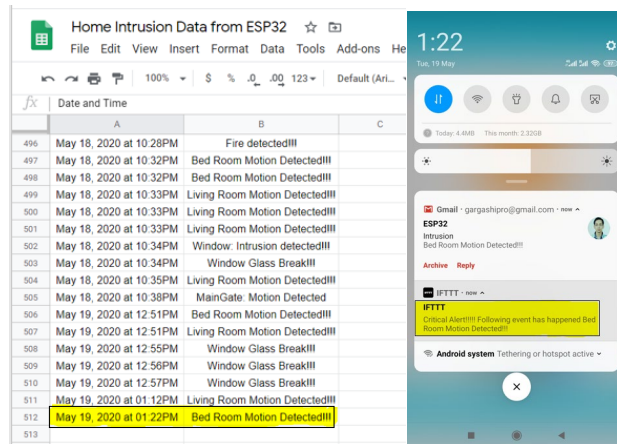 Home Intrusion Data from ESP32
File Edit View Insert Format Data Tools Add-ons He
100% $ % .0 .00 123 Default (Ari...
fx Date and Time
A B C
496 May 18, 2020 at 10:28PM Fire detected!!!
497 May 18, 2020 at 10:32PM Bed Room Motion Detected!!!
498 May 18, 2020 at 10:32PM Bed Room Motion Detected!!!
499 May 18, 2020 at 10:33PM Living Room Motion Detected!!!
500 May 18, 2020 at 10:33PM Living Room Motion Detected!!!
501 May 18, 2020 at 10:33PM Living Room Motion Detected!!!
502 May 18, 2020 at 10:34PM Window: Intrusion detected!!!
503 May 18, 2020 at 10:34PM Window Glass Break!!!
504 May 18, 2020 at 10:35PM Living Room Motion Detected!!!
505 May 18, 2020 at 10:38PM MainGate: Motion Detected
506 May 19, 2020 at 12:51PM Bed Room Motion Detected!!!
507 May 19, 2020 at 12:51PM Living Room Motion Detected!!!
508 May 19, 2020 at 12:55PM Window Glass Break!!!
509 May 19, 2020 at 12:56PM Window Glass Break!!!
510 May 19, 2020 at 12:57PM Window Glass Break!!!
511 May 19, 2020 at 01:12PM Living Room Motion Detected!!!
512 May 19, 2020 at 01:22PM Bed Room Motion Detected!!!
513
1:22
Tue, 19 May
Today: 4.4MB This month: 2.32GB
Gmail · gargashipro@gmail.com · now
ESP32
Intrusion
Bed Room Motion Detected!!!
Archive Reply
IFTTT · now
IFTTT
Critical Alert!!!!! Following event has happened Bed
Room Motion Detected!!!
Android system Tethering or hotspot active